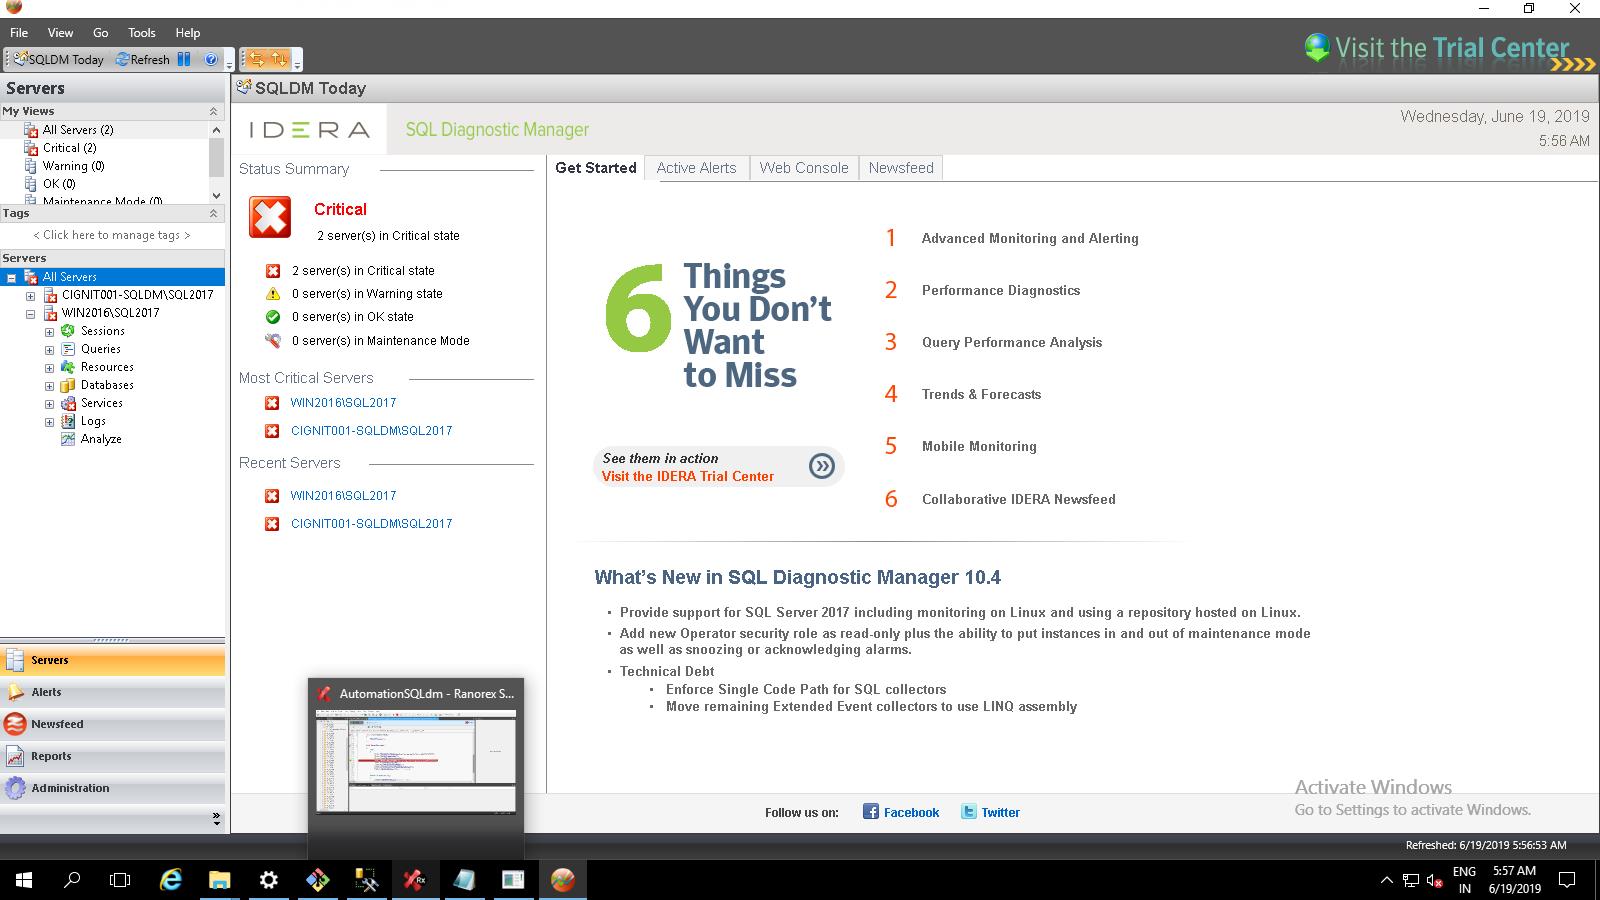 File View Go Tools Help
SQLDM Today Refresh
Visit the Trial Center
Servers
My Views
All Servers (2)
Critical (2)
Warning (0)
OK (0)
Maintenance Mode (0)
Tags
< Click here to manage tags >
Servers
All Servers
CIGNIT001-SQLDM\SQL2017
WIN2016\SQL2017
Sessions
Queries
Resources
Databases
Services
Logs
Analyze
Servers
Alerts
Newsfeed
Reports
Administration
SQLDM Today
IDERA SQL Diagnostic Manager
Wednesday, June 19, 2019
5:56 AM
Status Summary
Critical
2 server(s) in Critical state
2 server(s) in Critical state
0 server(s) in Warning state
0 server(s) in OK state
0 server(s) in Maintenance Mode
Most Critical Servers
WIN2016\SQL2017
CIGNIT001-SQLDM\SQL2017
Recent Servers
WIN2016\SQL2017
CIGNIT001-SQLDM\SQL2017
Get Started Active Alerts Web Console Newsfeed
6 Things
You Don't
Want
to Miss
See them in action
Visit the IDERA Trial Center
1 Advanced Monitoring and Alerting
2 Performance Diagnostics
3 Query Performance Analysis
4 Trends & Forecasts
5 Mobile Monitoring
6 Collaborative IDERA Newsfeed
What's New in SQL Diagnostic Manager 10.4
• Provide support for SQL Server 2017 including monitoring on Linux and using a repository hosted on Linux.
• Add new Operator security role as read-only plus the ability to put instances in and out of maintenance mode
as well as snoozing or acknowledging alarms.
• Technical Debt
• Enforce Single Code Path for SQL collectors
• Move remaining Extended Event collectors to use LINQ assembly
AutomationSQLdm - Ranorex S...
Follow us on: Facebook Twitter
Activate Windows
Go to Settings to activate Windows.
Refreshed: 6/19/2019 5:56:53 AM
Rx
ENG
IN
5:57 AM
6/19/2019